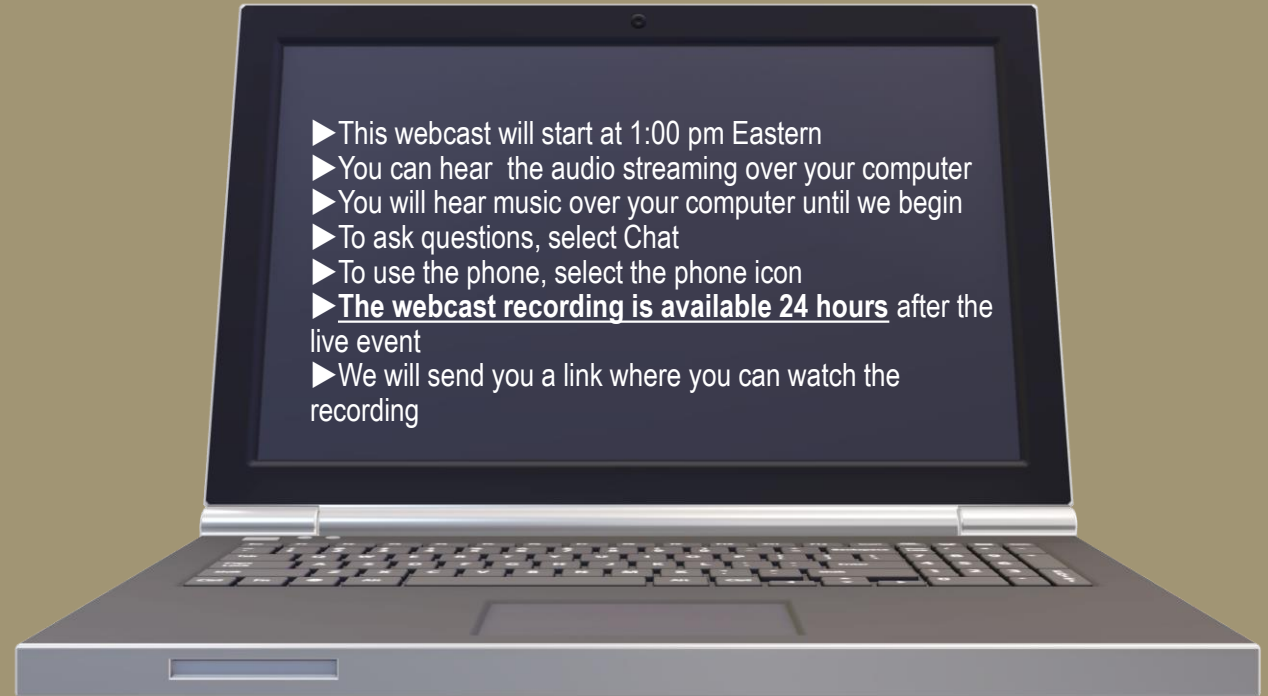 ▶This webcast will start at 1:00 pm Eastern
▶You can hear  the audio streaming over your computer
▶You will hear music over your computer until we begin
▶To ask questions, select Chat
▶To use the phone, select the phone icon
▶The webcast recording is available 24 hours after the
live event
▶We will send you a link where you can watch the
recording